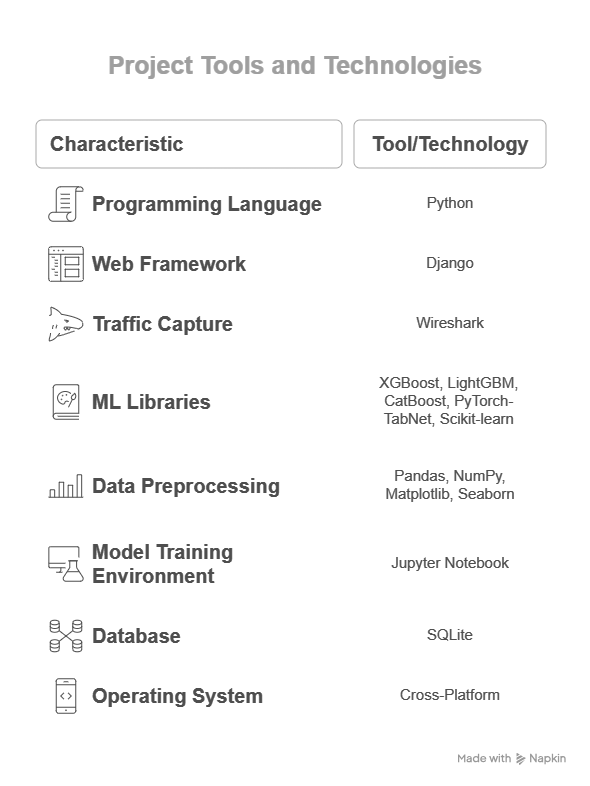 Project Tools and Technologies
Characteristic
Tool/Technology
Programming Language
Python
Web Framework
Django
Traffic Capture
Wireshark
ML Libraries
XGBoost, LightGBM,
CatBoost, PyTorch-
TabNet, Scikit-learn
Data Preprocessing
Pandas, NumPy,
Matplotlib, Seaborn
Model Training
Environment
Jupyter Notebook
Database
SQLite
Operating System
Cross-Platform
Made with Napkin